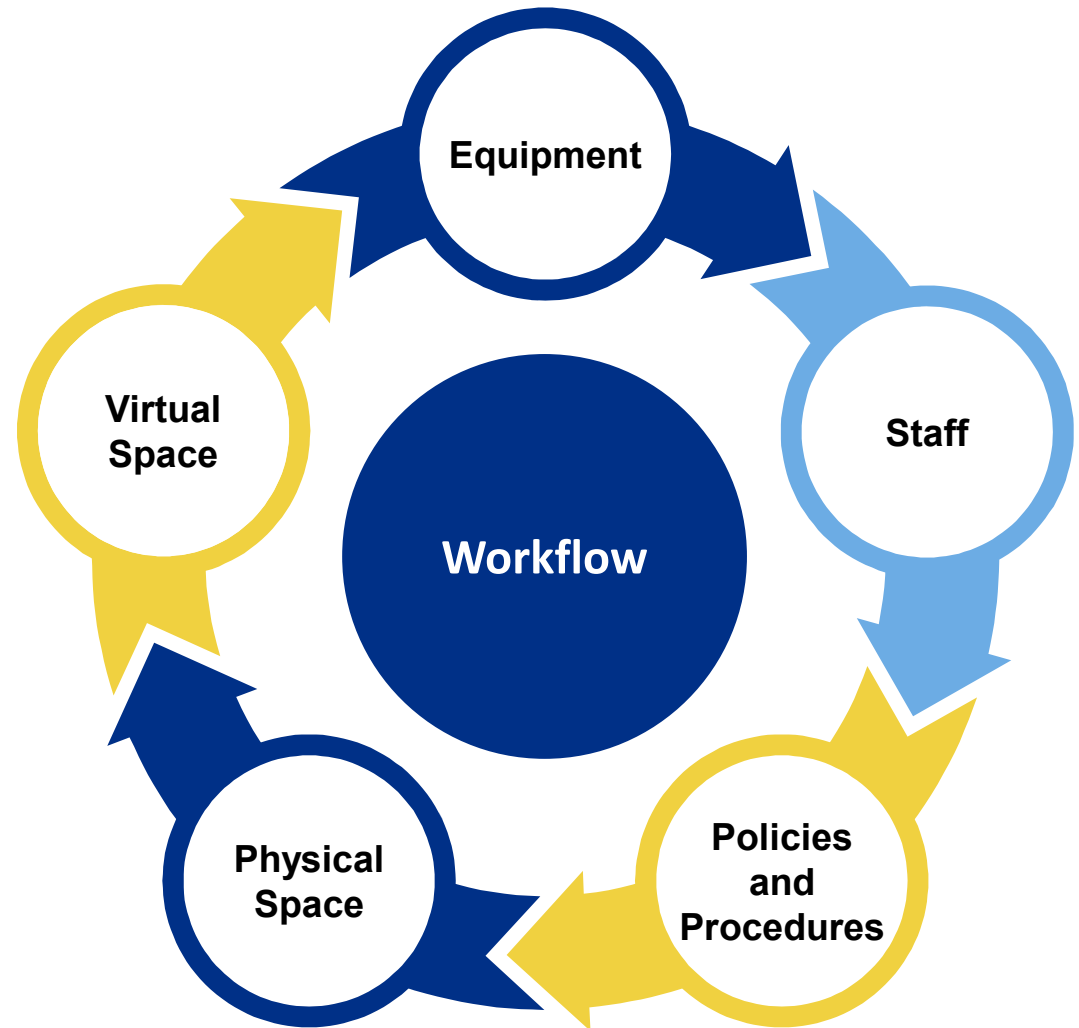 Equipment
Staff
Policies
and
Procedures
Physical
Space
Virtual
Space
Workflow